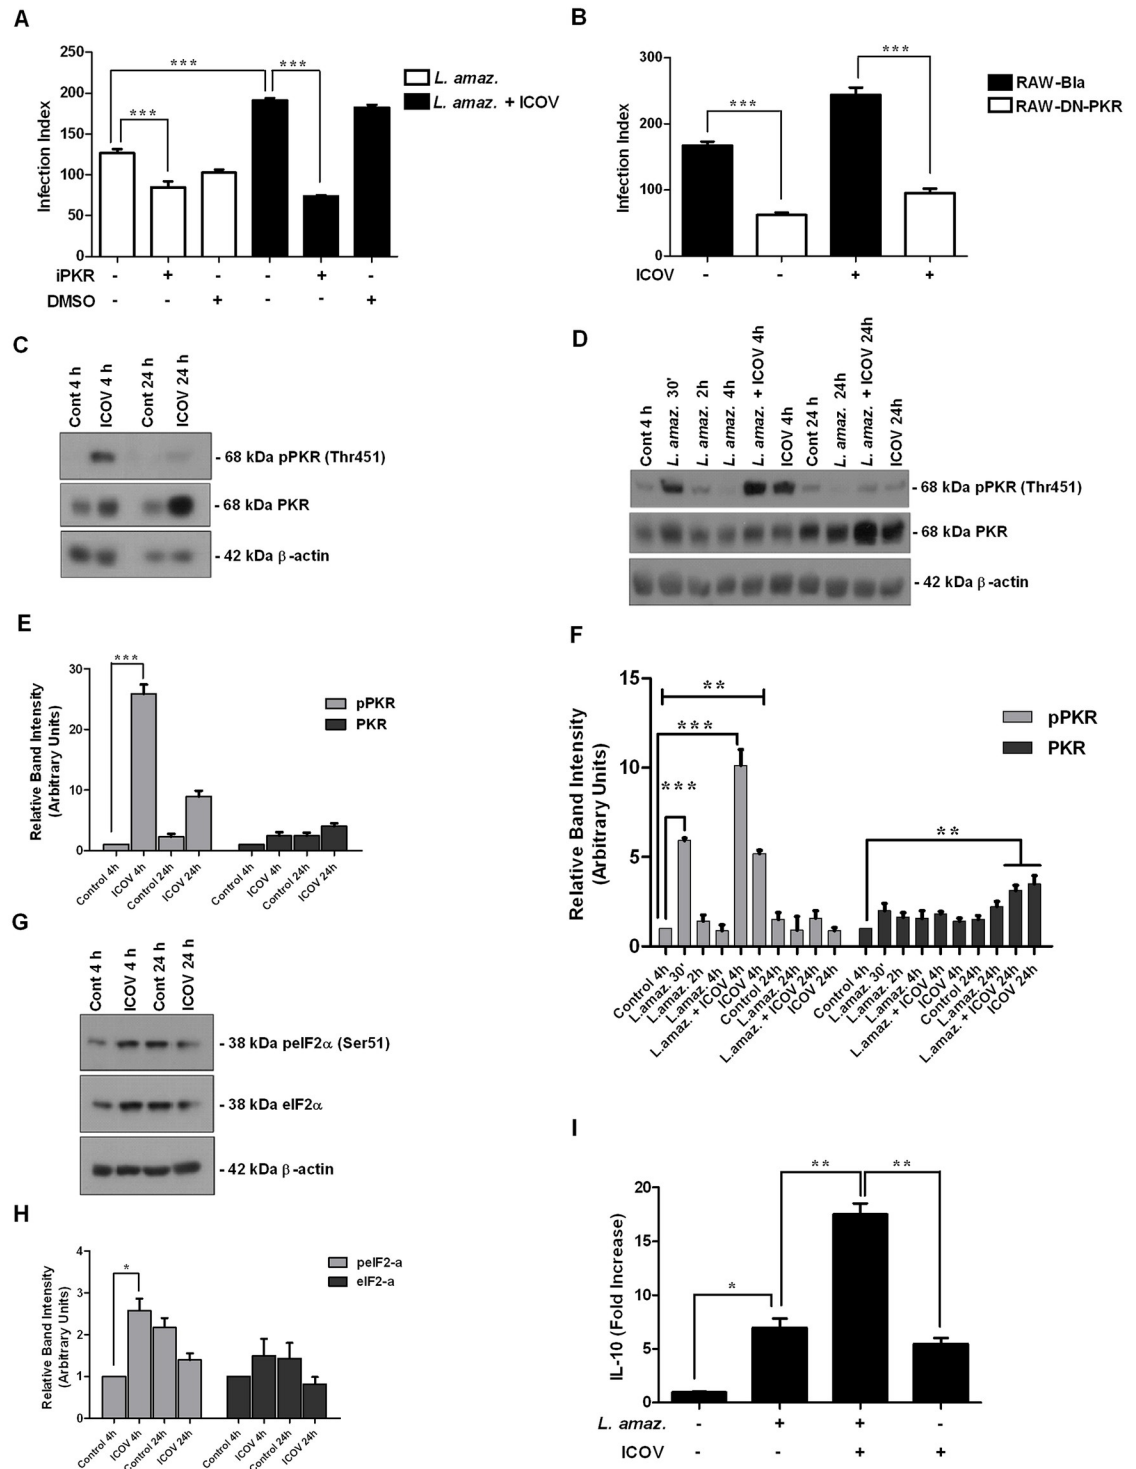 A
250
200
150
100
50
0
Infection Index
***
***
***
L. amaz.
L. amaz. + ICOV
iPKR - + - - + -
DMSO - - + - - +
B
300
200
100
0
Infection Index
***
***
RAW-Bla
RAW-DN-PKR
ICOV - - + +
C
Cont 4 h
ICOV 4 h
Cont 24 h
ICOV 24 h
- 68 kDa pPKR (Thr451)
- 68 kDa PKR
- 42 kDa β-actin
D
Cont 4 h
L. amaz. 30'
L. amaz. 2h
L. amaz. 4h
L. amaz. + ICOV 4h
ICOV 4h
Cont 24 h
L. amaz. 24h
L. amaz. + ICOV 24h
ICOV 24h
- 68 kDa pPKR (Thr451)
- 68 kDa PKR
- 42 kDa β-actin
E
30
20
10
0
Relative Band Intensity
(Arbitrary Units)
***
pPKR
PKR
Control 4h
ICOV 4h
Control 24h
ICOV 24h
Control 4h
ICOV 4h
Control 24h
ICOV 24h
F
15
10
5
0
Relative Band Intensity
(Arbitrary Units)
**
***
***
**
pPKR
PKR
Control 4h
L.amaz. 30'
L.amaz. 2h
L.amaz. 4h
L.amaz. + ICOV 4h
ICOV 4h
Control 24h
L.amaz. 24h
L.amaz. + ICOV 24h
ICOV 24h
Control 4h
L.amaz. 30'
L.amaz. 2h
L.amaz. 4h
L.amaz. + ICOV 4h
ICOV 4h
Control 24h
L.amaz. 24h
L.amaz. + ICOV 24h
ICOV 24h
G
Cont 4 h
ICOV 4 h
Cont 24 h
ICOV 24 h
- 38 kDa peIF2α (Ser51)
- 38 kDa eIF2α
- 42 kDa β-actin
H
4
3
2
1
0
Relative Band Intensity
(Arbitrary Units)
*
peIF2-a
eIF2-a
Control 4h
ICOV 4h
Control 24h
ICOV 24h
Control 4h
ICOV 4h
Control 24h
ICOV 24h
I
20
15
10
5
0
IL-10 (Fold Increase)
*
**
**
L. amaz. - + + -
ICOV - - + +